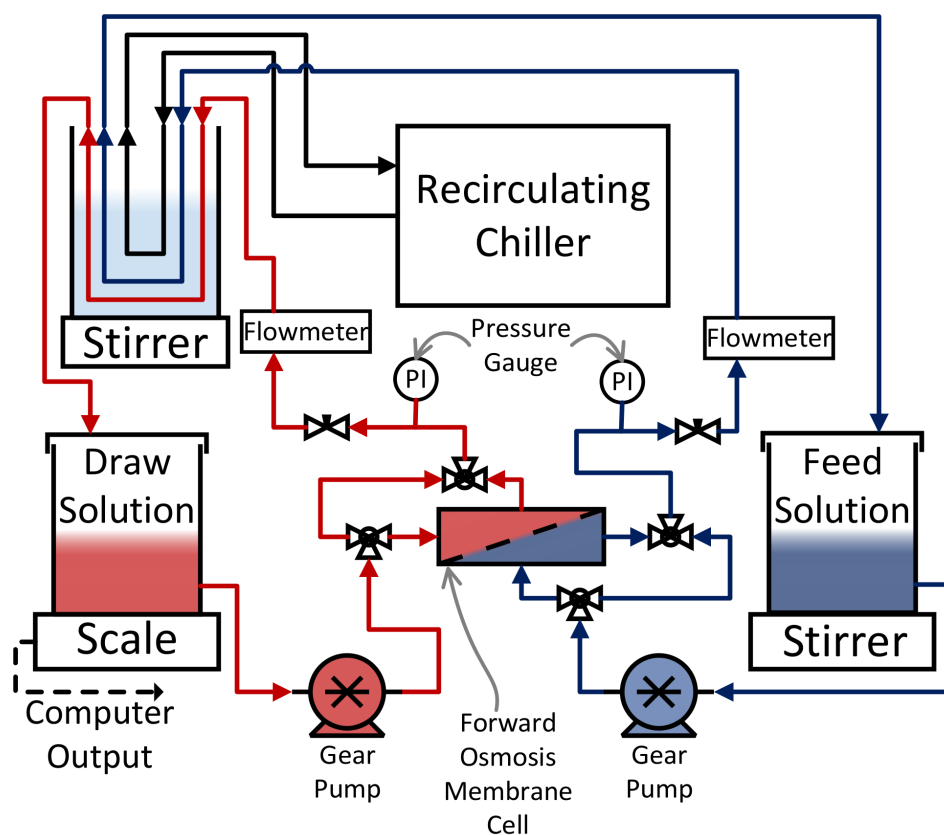 Recirculating
Chiller
Stirrer
Flowmeter
Pressure
Gauge
Flowmeter
PI
PI
Draw
Solution
Feed
Solution
Scale
Stirrer
Computer
Output
Gear
Pump
Forward
Osmosis
Membrane
Cell
Gear
Pump